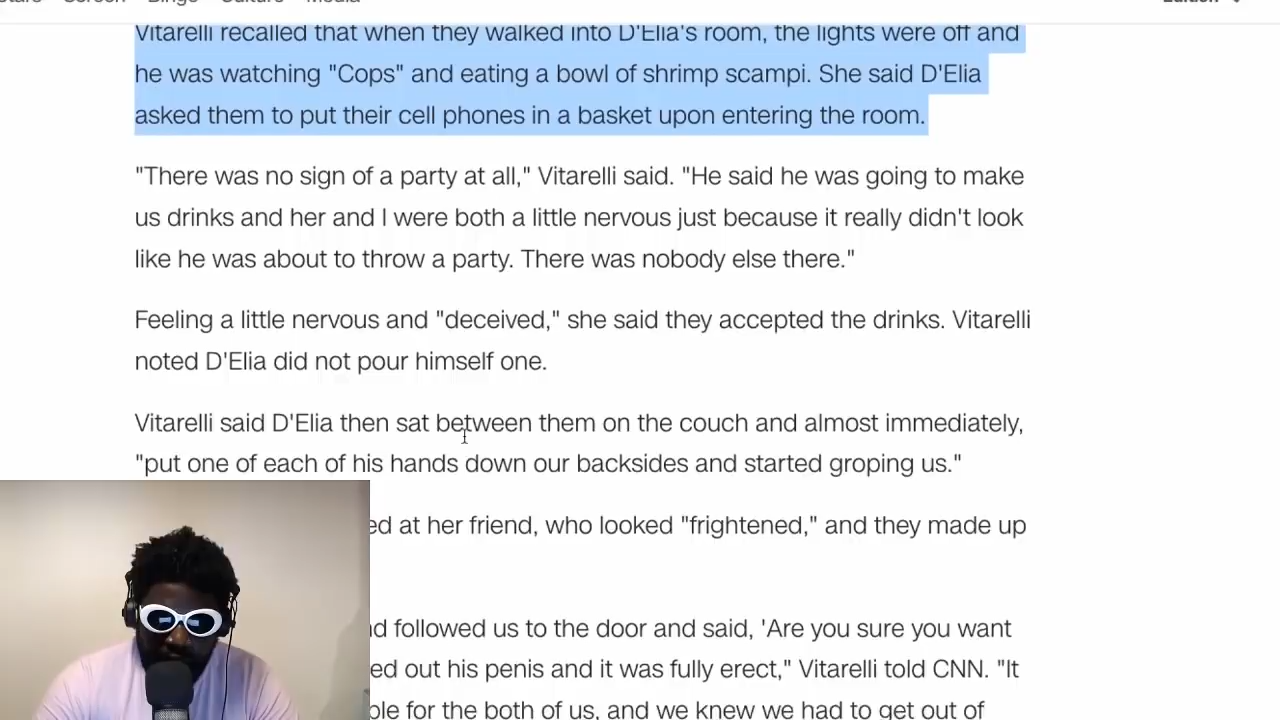 Screen Binge Culture Media Edition
Vitarelli recalled that when they walked into D'Elia's room, the lights were off and
he was watching "Cops" and eating a bowl of shrimp scampi. She said D'Elia
asked them to put their cell phones in a basket upon entering the room.
"There was no sign of a party at all," Vitarelli said. "He said he was going to make
us drinks and her and I were both a little nervous just because it really didn't look
like he was about to throw a party. There was nobody else there."
Feeling a little nervous and "deceived," she said they accepted the drinks. Vitarelli
noted D'Elia did not pour himself one.
Vitarelli said D'Elia then sat between them on the couch and almost immediately,
"put one of each of his hands down our backsides and started groping us."
ed at her friend, who looked "frightened," and they made up
d followed us to the door and said, 'Are you sure you want
ed out his penis and it was fully erect," Vitarelli told CNN. "It
ble for the both of us, and we knew we had to get out of